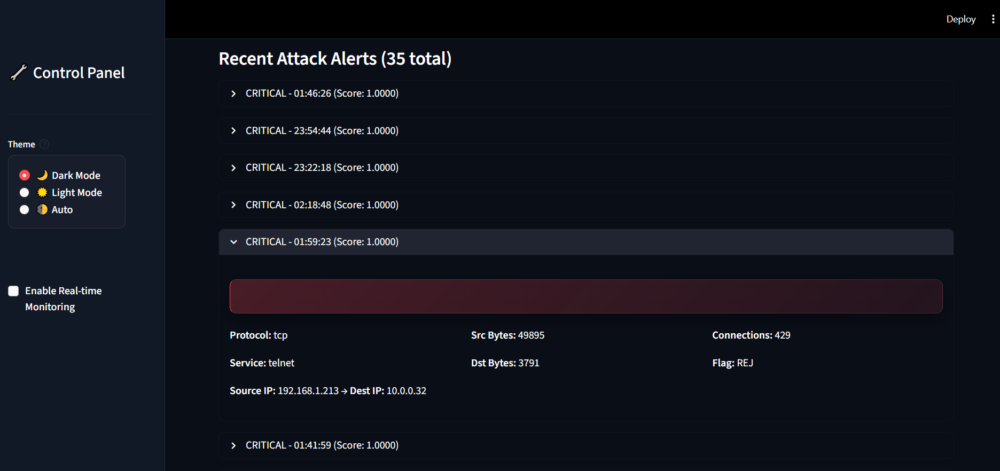 Deploy
Control Panel
Theme
Dark Mode
Light Mode
Auto
Enable Real-time
Monitoring
Recent Attack Alerts (35 total)
CRITICAL - 01:46:26 (Score: 1.0000)
CRITICAL - 23:54:44 (Score: 1.0000)
CRITICAL - 23:22:18 (Score: 1.0000)
CRITICAL - 02:18:48 (Score: 1.0000)
CRITICAL - 01:59:23 (Score: 1.0000)
Protocol: tcp Src Bytes: 49895 Connections: 429
Service: telnet Dst Bytes: 3791 Flag: REJ
Source IP: 192.168.1.213 → Dest IP: 10.0.0.32
CRITICAL - 01:41:59 (Score: 1.0000)